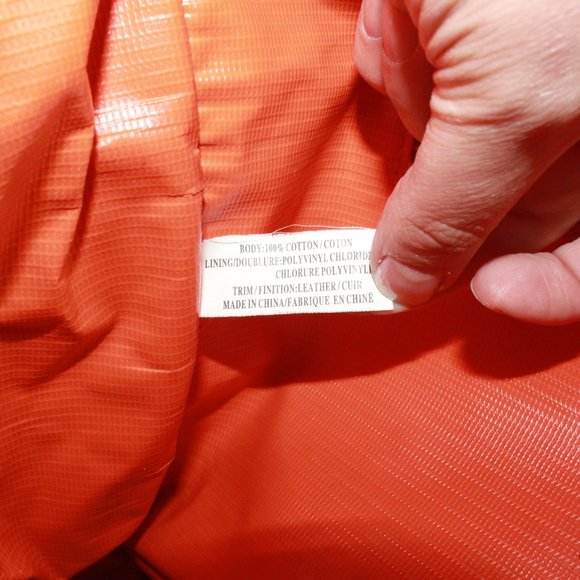 BODY:100% COTTON/COTON
LINING/DOUBLURE:POLYVINYL CHLORIDE
CHLORURE POLYVINYLE
TRIM/FINITION:LEATHER/CUIR
MADE IN CHINA/FABRIQUE EN CHINE